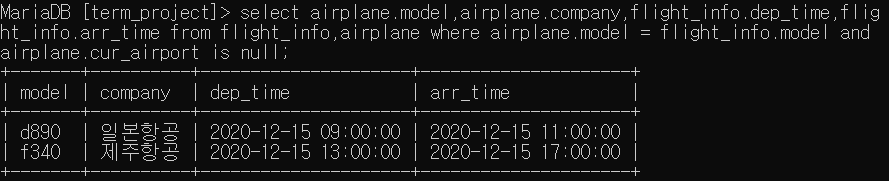 MariaDB [term_project]> select airplane.model,airplane.company,flight_info.dep_time,flig
ht_info.arr_time from flight_info,airplane where airplane.model = flight_info.model and
airplane.cur_airport is null;
+-------+----------+---------------------+---------------------+
| model | company | dep_time | arr_time |
+-------+----------+---------------------+---------------------+
| d890 | 일본항공 | 2020-12-15 09:00:00 | 2020-12-15 11:00:00 |
| f340 | 제주항공 | 2020-12-15 13:00:00 | 2020-12-15 17:00:00 |
+-------+----------+---------------------+---------------------+